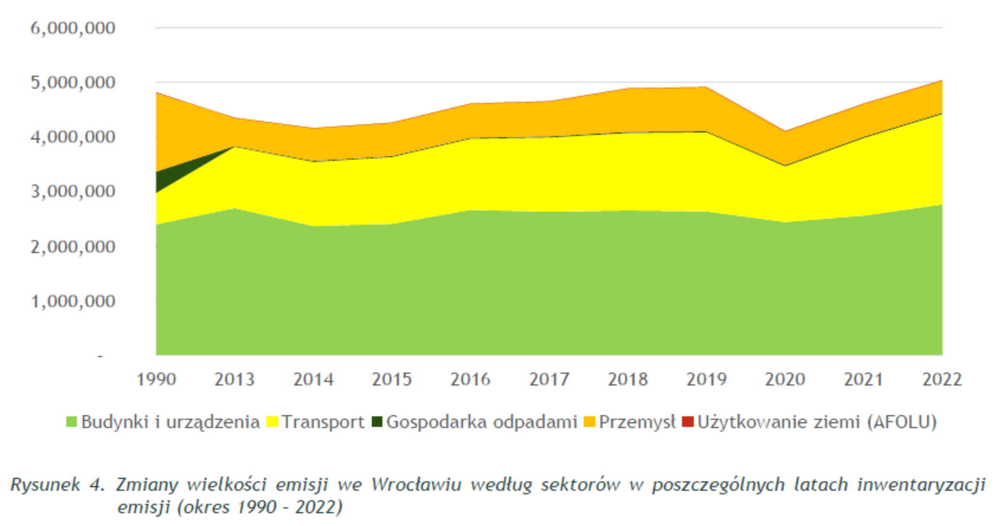 6,000,000
5,000,000
4,000,000
3,000,000
2,000,000
1,000,000
-
1990 2013 2014 2015 2016 2017 2018 2019 2020 2021 2022
Budynki i urządzenia Transport Gospodarka odpadami Przemysł Użytkowanie ziemi (AFOLU)
Rysunek 4. Zmiany wielkości emisji we Wrocławiu według sektorów w poszczególnych latach inwentaryzacji
emisji (okres 1990 - 2022)